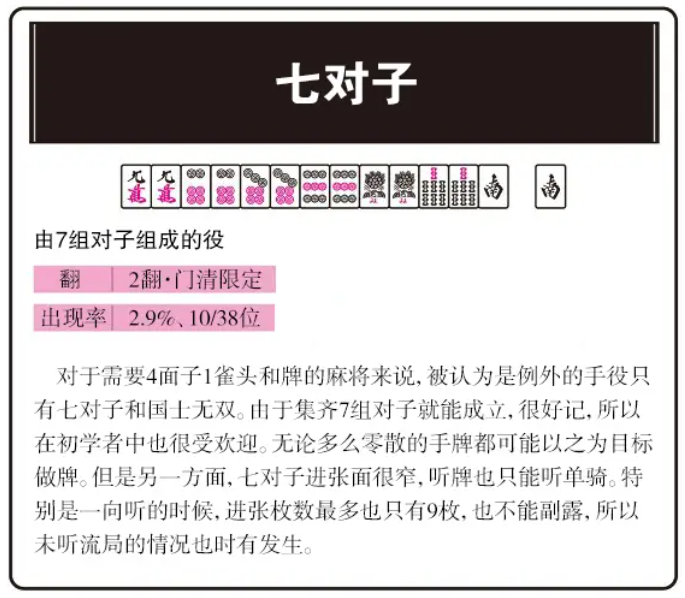 七对子
九萬 九萬 南 南
由7组对子组成的役
翻 2翻·门清限定
出现率 2.9%、10/38位
对于需要4面子1雀头和牌的麻将来说，被认为是例外的手役只
有七对子和国士无双。由于集齐7组对子就能成立，很好记，所以
在初学者中也很受欢迎。无论多么零散的手牌都可能以之为目标
做牌。但是另一方面，七对子进张面很窄，听牌也只能听单骑。特
别是一向听的时候，进张枚数最多也只有9枚，也不能副露，所以
未听流局的情况也时有发生。